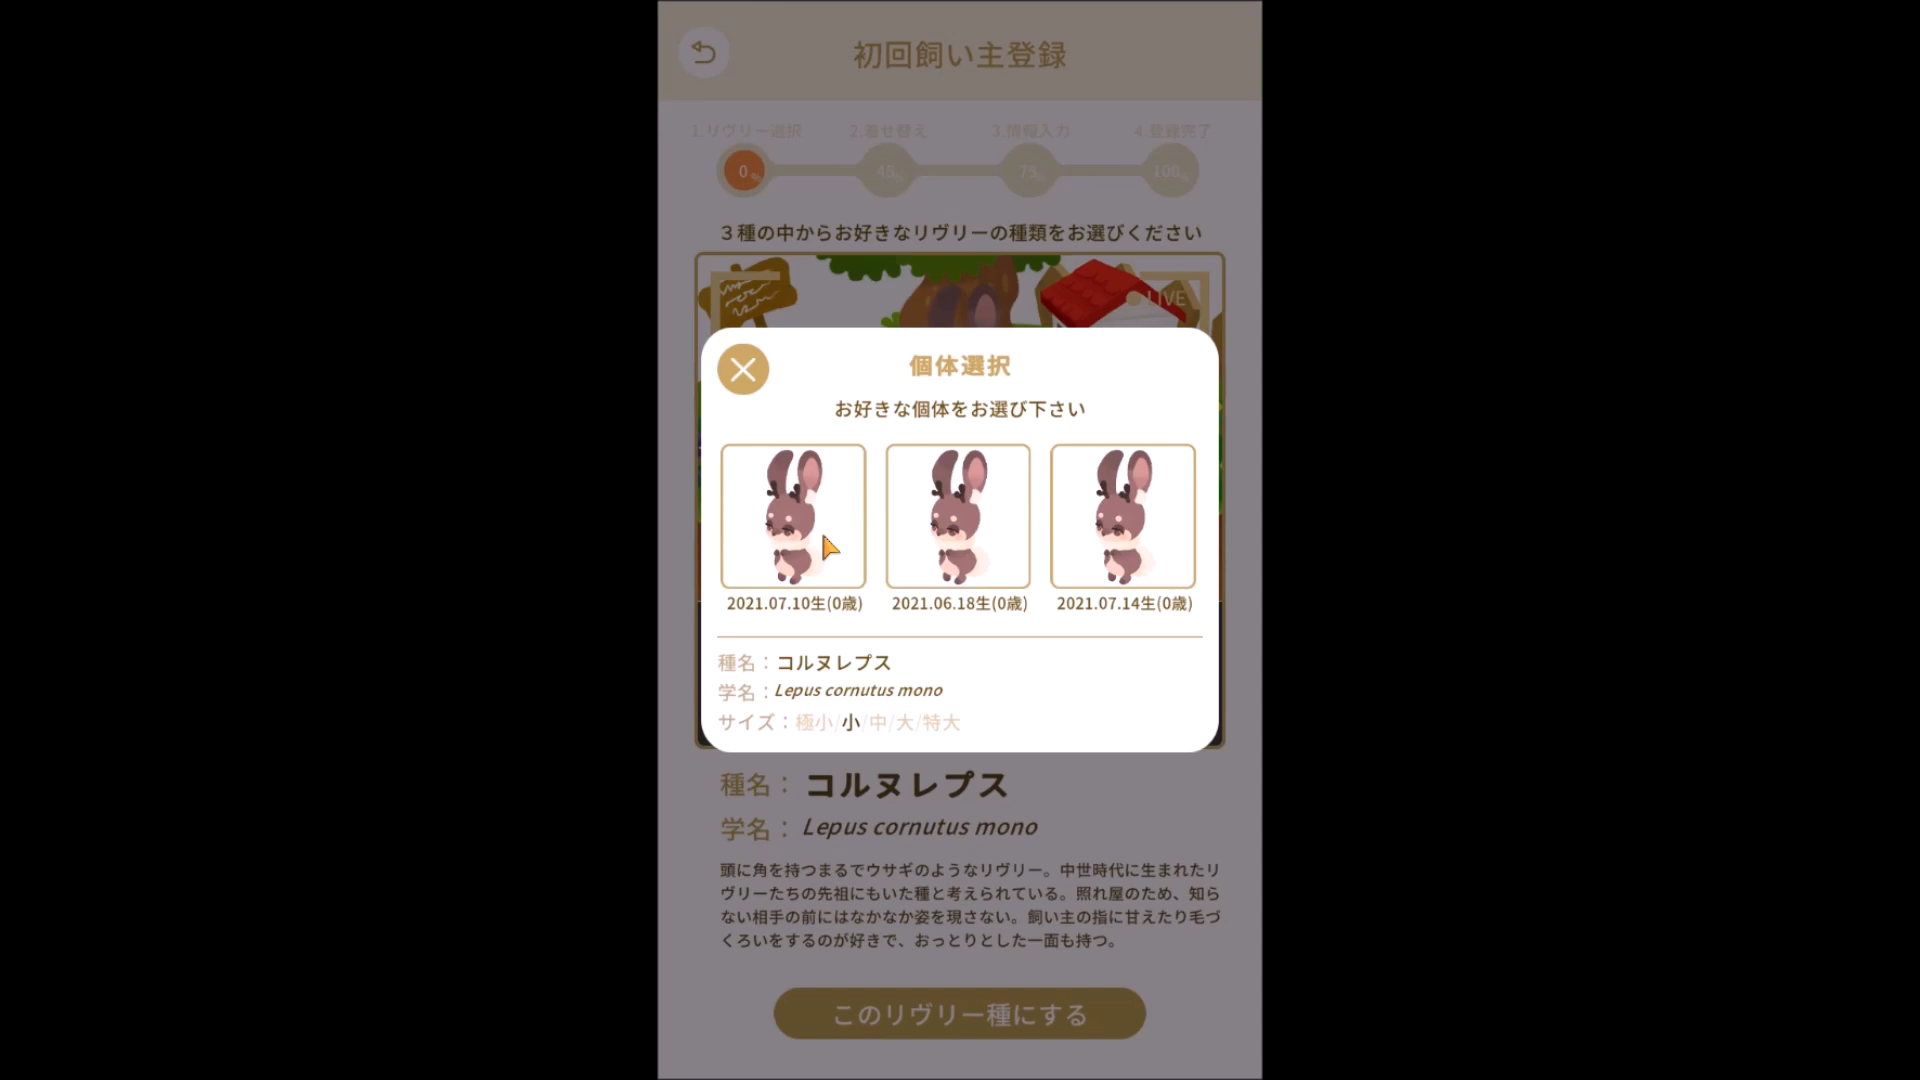 初回飼い主登録
1.リヴリー選択 2.着せ替え 3.情報入力 4.登録完了
0% 45% 75% 100%
３種の中からお好きなリヴリーの種類をお選びください
LIVE
個体選択
お好きな個体をお選び下さい
2021.07.10生(0歳) 2021.06.18生(0歳) 2021.07.14生(0歳)
種名：コルヌレプス
学名：Lepus cornutus mono
サイズ：極小/小/中/大/特大
種名：コルヌレプス
学名：Lepus cornutus mono
頭に角を持つまるでウサギのようなリヴリー。中世時代に生まれたリ
ヴリーたちの先祖にもいた種と考えられている。照れ屋のため、知ら
ない相手の前にはなかなか姿を現さない。飼い主の指に甘えたり毛づ
くろいをするのが好きで、おっとりとした一面も持つ。
このリヴリー種にする